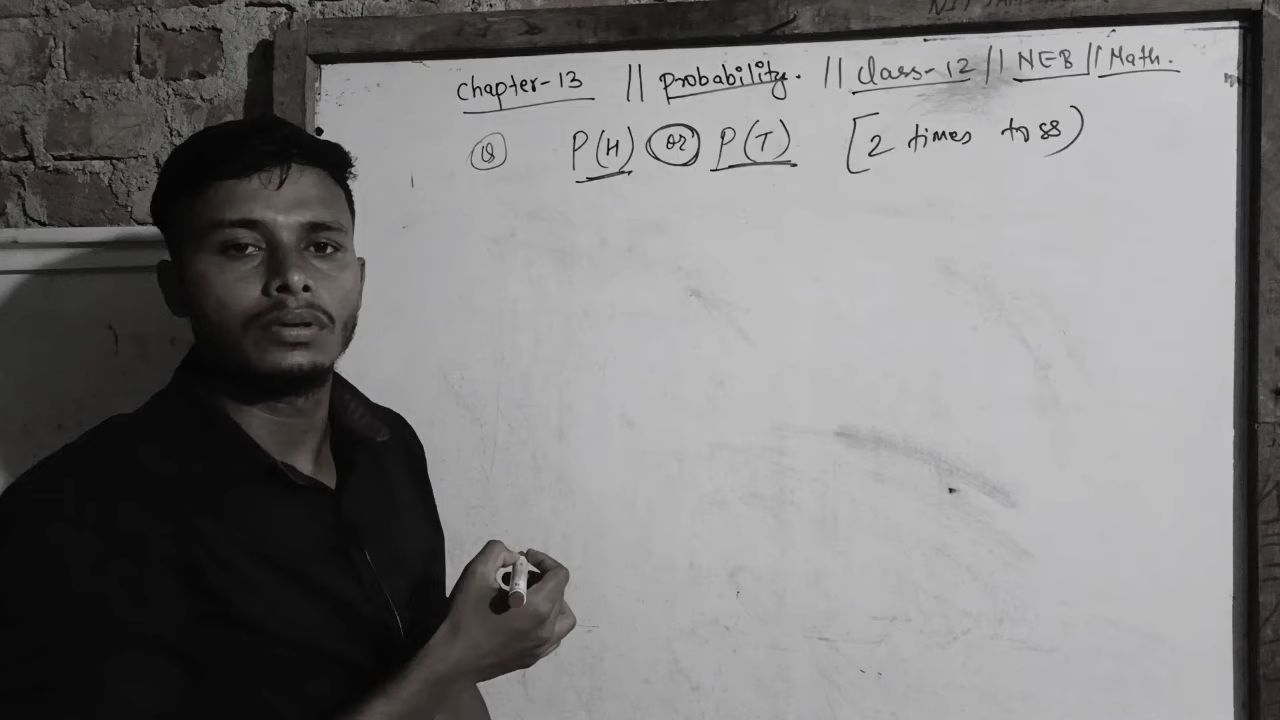 chapter-13 || probability. || class-12 || NEB || Math.
Q P(H) or P(T) [2 times toss)